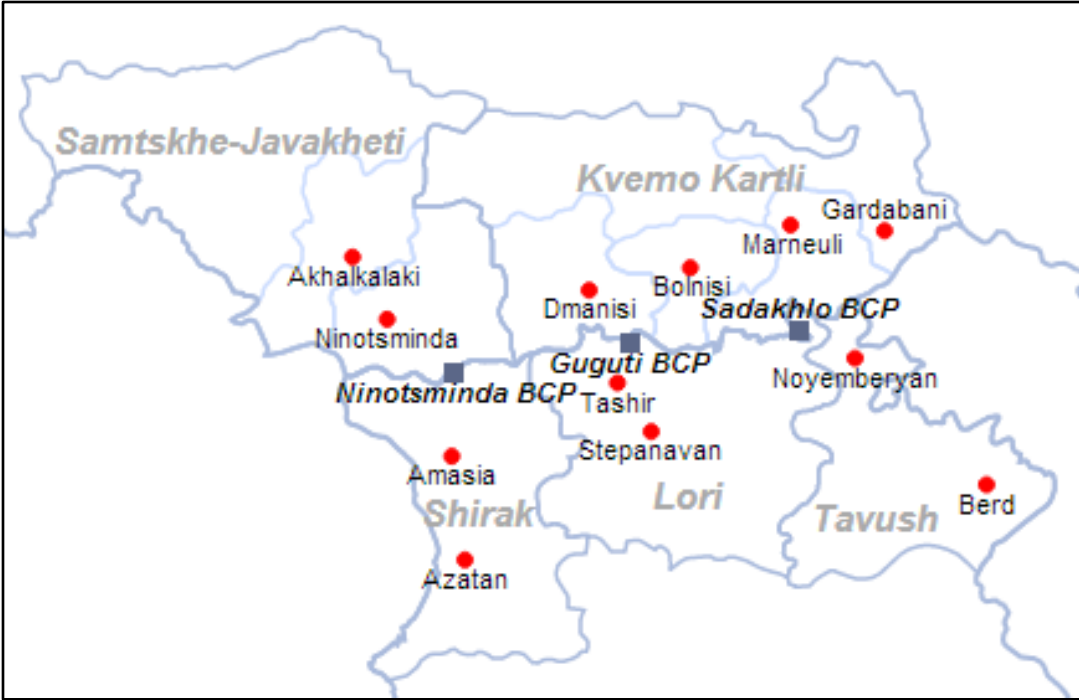 Samtskhe-Javakheti
Kvemo Kartli
Gardabani
Marneuli
Akhalkalaki
Bolnisi
Dmanisi
Sadakhlo BCP
Ninotsminda
Guguti BCP
Noyemberyan
Ninotsminda BCP
Tashir
Stepanavan
Amasia
Lori
Berd
Shirak
Tavush
Azatan